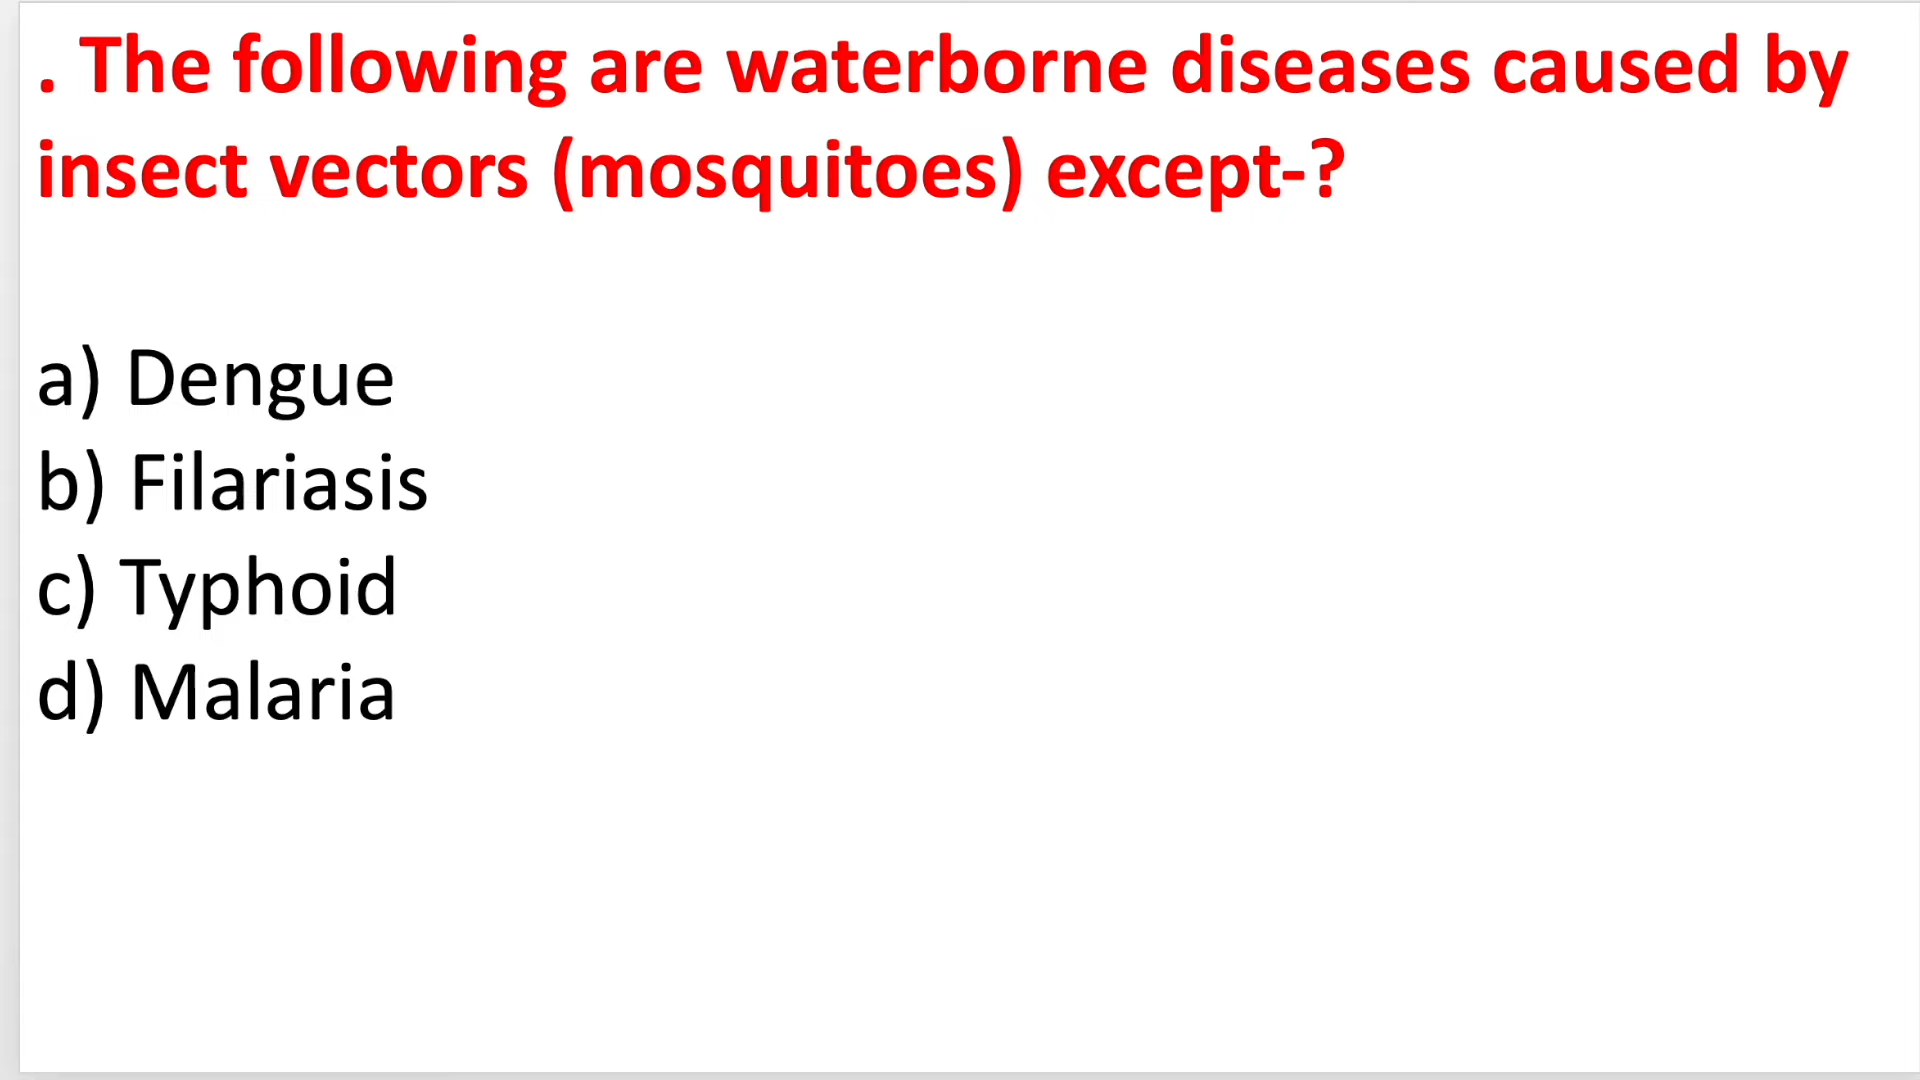 . The following are waterborne diseases caused by
insect vectors (mosquitoes) except-?
a) Dengue
b) Filariasis
c) Typhoid
d) Malaria